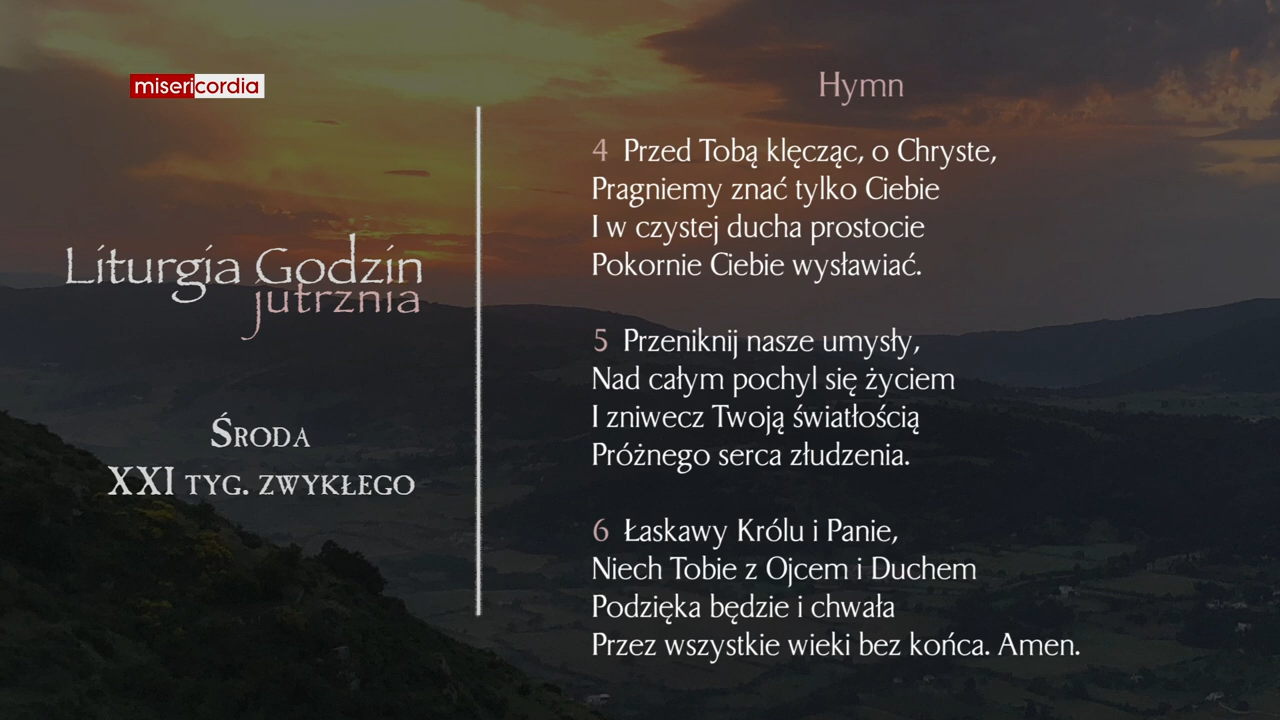 misericordia
Liturgia Godzin
jutrznia
Środa
XXI tyg. zwykłego
Hymn
4 Przed Tobą klęcząc, o Chryste,
Pragniemy znać tylko Ciebie
I w czystej ducha prostocie
Pokornie Ciebie wysławiać.
5 Przeniknij nasze umysły,
Nad całym pochyl się życiem
I zniwecz Twoją światłością
Próżnego serca złudzenia.
6 Łaskawy Królu i Panie,
Niech Tobie z Ojcem i Duchem
Podzięka będzie i chwała
Przez wszystkie wieki bez końca. Amen.